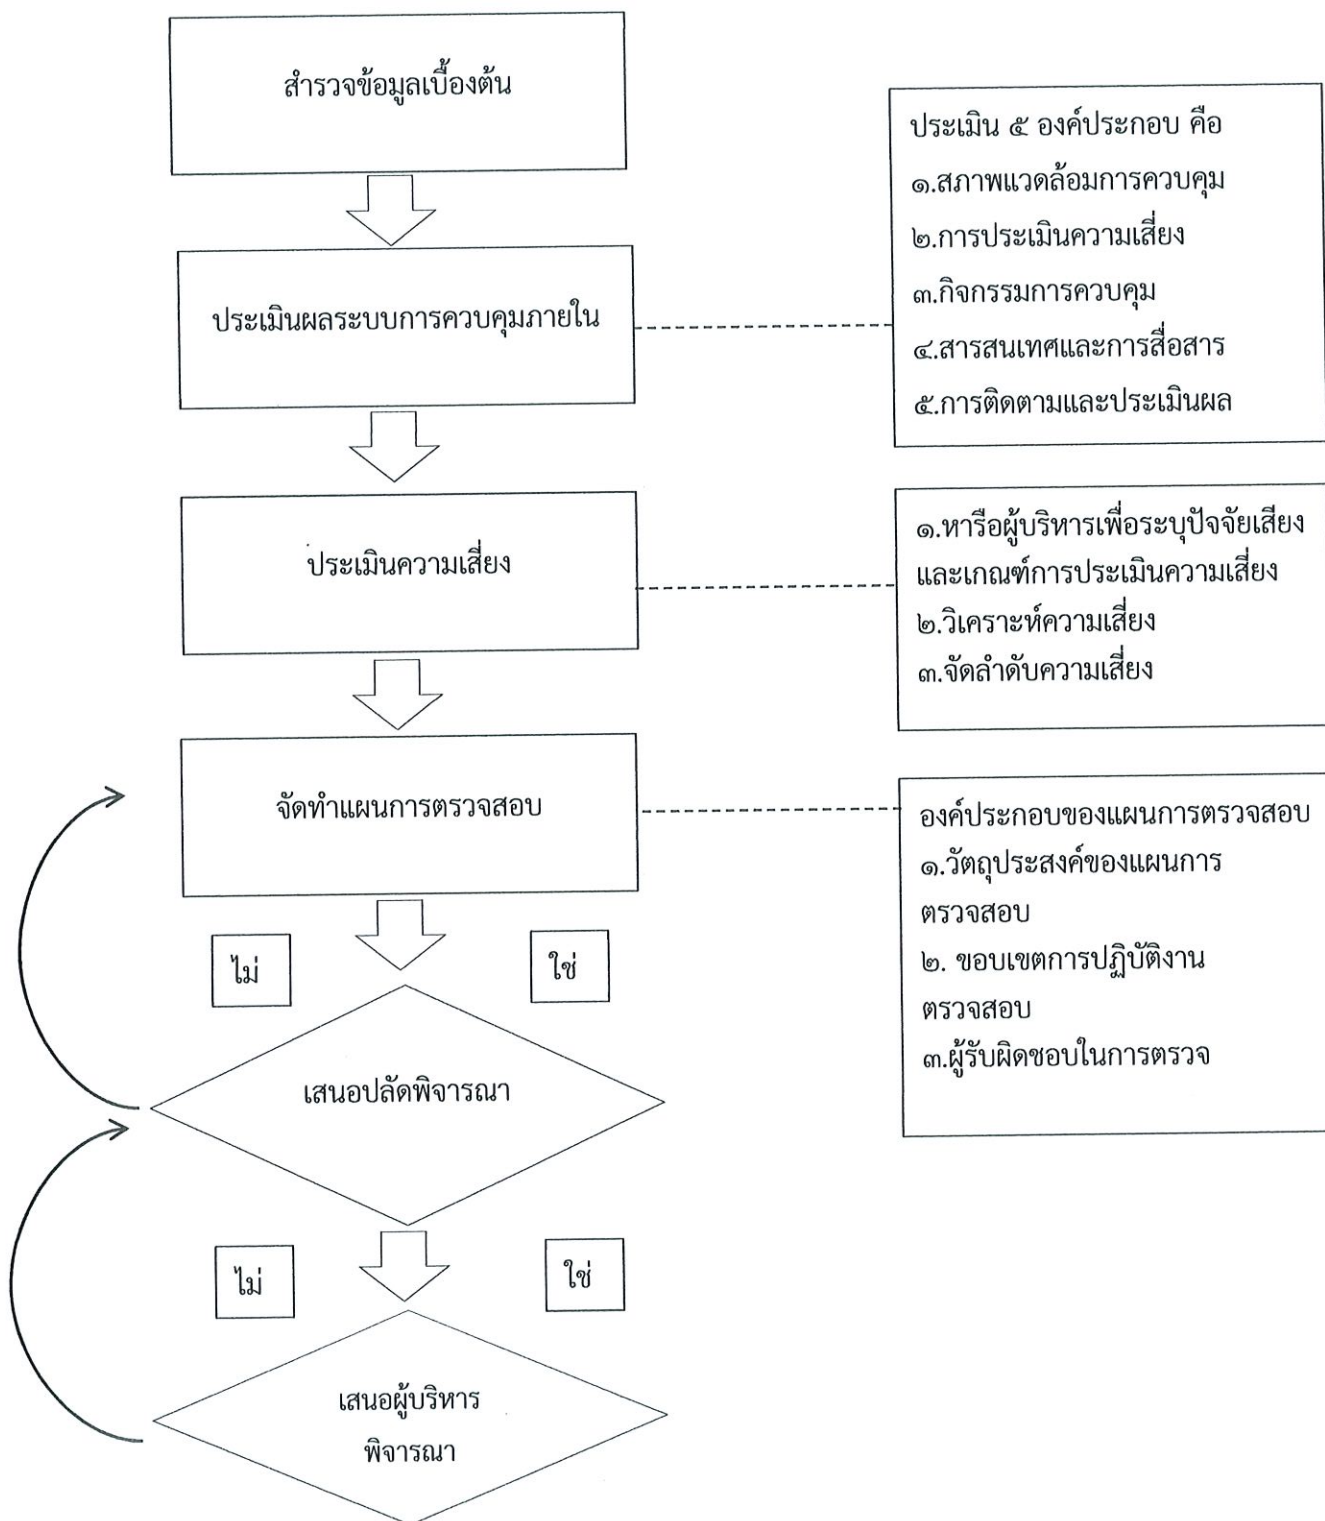 สำรวจข้อมูลเบื้องต้น
ประเมินผลระบบการควบคุมภายใน
ประเมิน ๕ องค์ประกอบ คือ
๑.สภาพแวดล้อมการควบคุม
๒.การประเมินความเสี่ยง
๓.กิจกรรมการควบคุม
๔.สารสนเทศและการสื่อสาร
๕.การติดตามและประเมินผล
ประเมินความเสี่ยง
๑.หารือผู้บริหารเพื่อระบุปัจจัยเสียง
และเกณฑ์การประเมินความเสี่ยง
๒.วิเคราะห์ความเสี่ยง
๓.จัดลำดับความเสี่ยง
จัดทำแผนการตรวจสอบ
องค์ประกอบของแผนการตรวจสอบ
๑.วัตถุประสงค์ของแผนการ
ตรวจสอบ
๒. ขอบเขตการปฏิบัติงาน
ตรวจสอบ
๓.ผู้รับผิดชอบในการตรวจ
ไม่
ใช่
เสนอปลัดพิจารณา
ไม่
ใช่
เสนอผู้บริหาร
พิจารณา